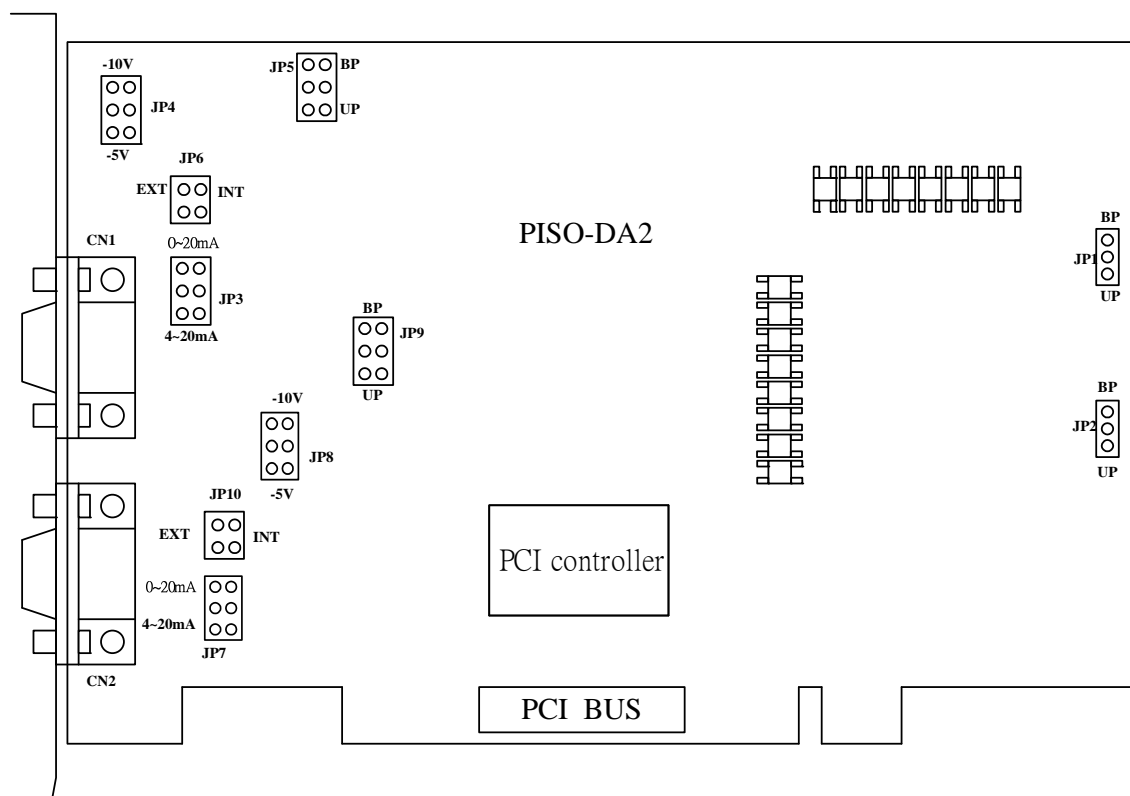 -10V
JP4
-5V
JP5
BP
UP
JP6
EXT
INT
CN1
0~20mA
JP3
4~20mA
PISO-DA2
BP
JP1
UP
BP
JP9
UP
BP
JP2
UP
-10V
JP8
-5V
JP10
EXT
INT
PCI controller
0~20mA
4~20mA
JP7
CN2
PCI BUS